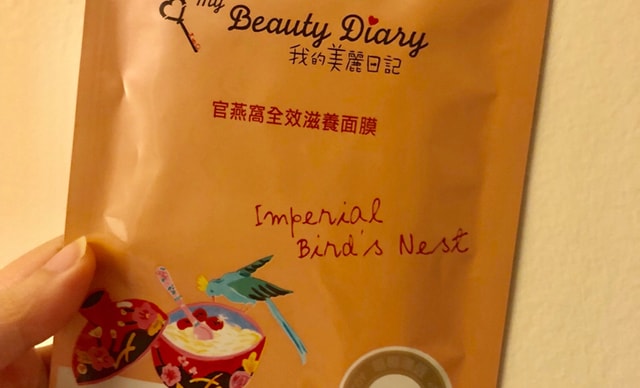 my
Beauty Diary
我的美麗日記
官燕窩全效滋養面膜
Imperial
Bird's Nest